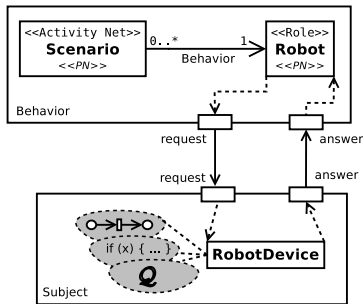 <<Activity Net>>
Scenario
<<PN>>
0..*
1
Behavior
<<Role>>
Robot
<<PN>>
Behavior
request
answer
request
answer
if (x) { ... }
Q
RobotDevice
Subject